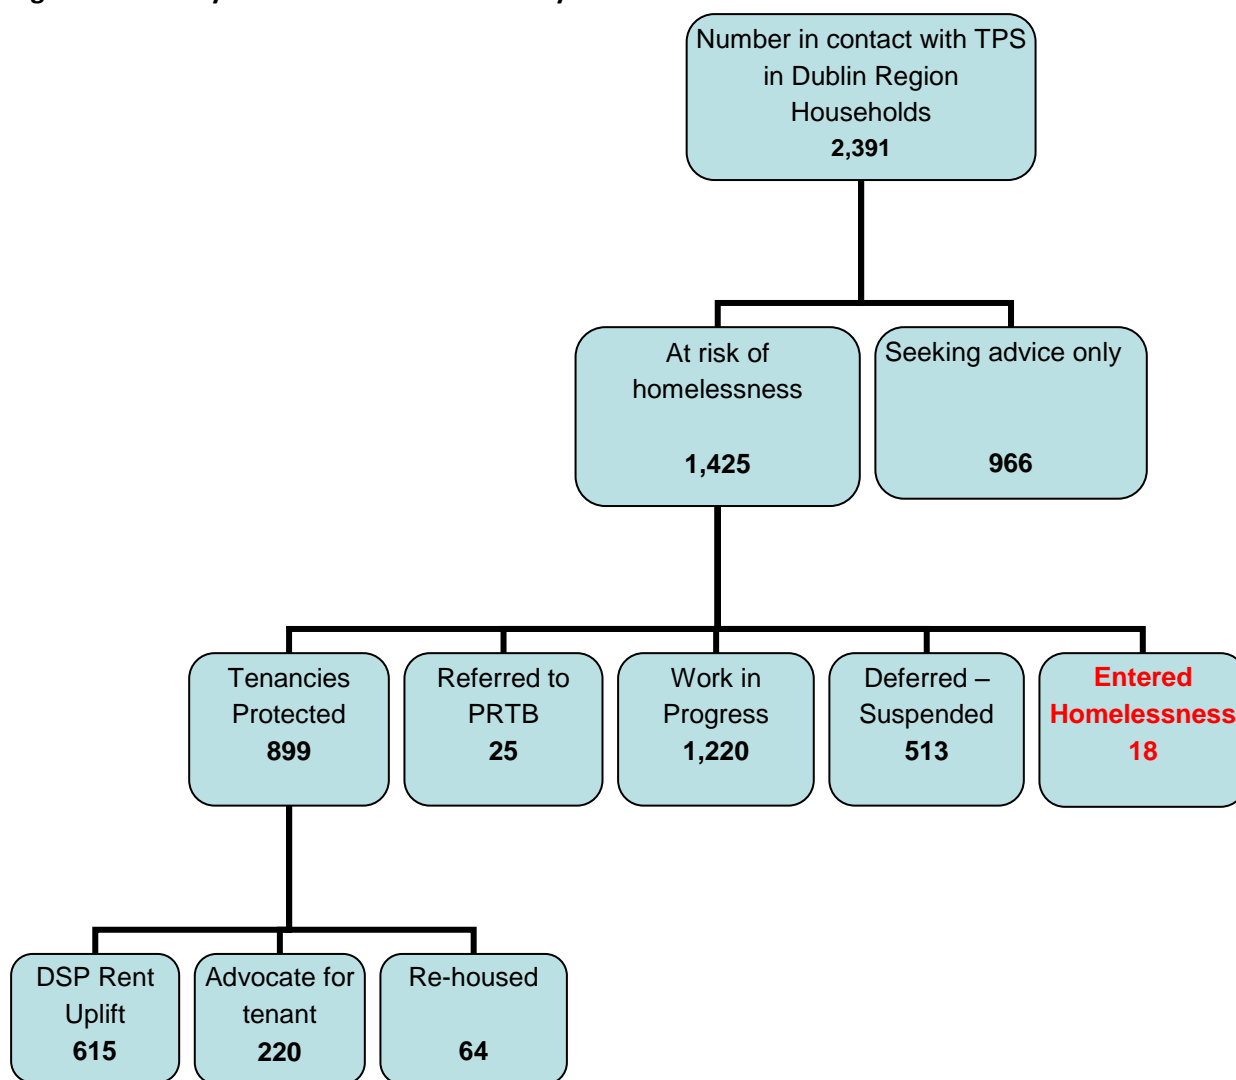 Number in contact with TPS
in Dublin Region
Households
2,391
At risk of
homelessness
1,425
Seeking advice only
966
Tenancies
Protected
899
Referred to
PRTB
25
Work in
Progress
1,220
Deferred –
Suspended
513
Entered
Homelessness
18
DSP Rent
Uplift
615
Advocate for
tenant
220
Re-housed
64